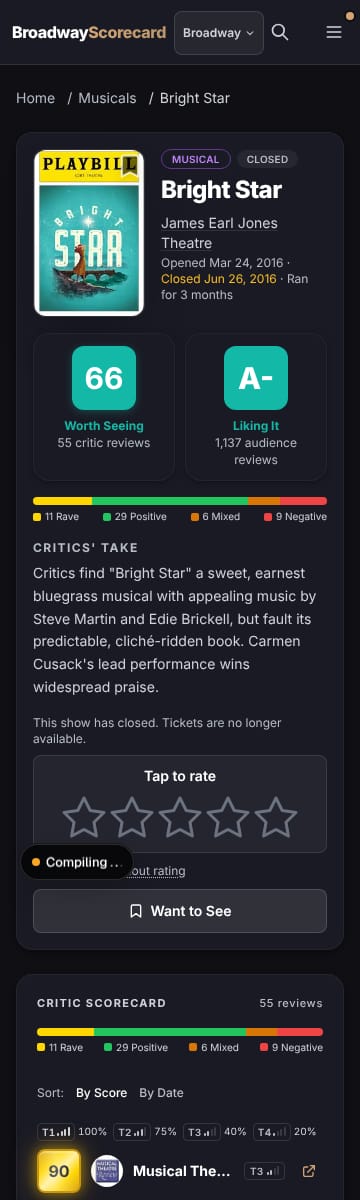 BroadwayScorecard
Broadway
Home / Musicals / Bright Star
PLAYBILL
BRIGHT
STAR
MUSICAL
CLOSED
Bright Star
James Earl Jones
Theatre
Opened Mar 24, 2016 ·
Closed Jun 26, 2016 · Ran
for 3 months
66
Worth Seeing
55 critic reviews
A-
Liking It
1,137 audience
reviews
11 Rave
29 Positive
6 Mixed
9 Negative
CRITICS' TAKE
Critics find "Bright Star" a sweet, earnest
bluegrass musical with appealing music by
Steve Martin and Edie Brickell, but fault its
predictable, cliché-ridden book. Carmen
Cusack's lead performance wins
widespread praise.
This show has closed. Tickets are no longer
available.
Tap to rate
Compiling ...
out rating
Want to See
CRITIC SCORECARD
55 reviews
11 Rave
29 Positive
6 Mixed
9 Negative
Sort: By Score By Date
T1 100% T2 75% T3 40% T4 20%
90
Musical The...
T3